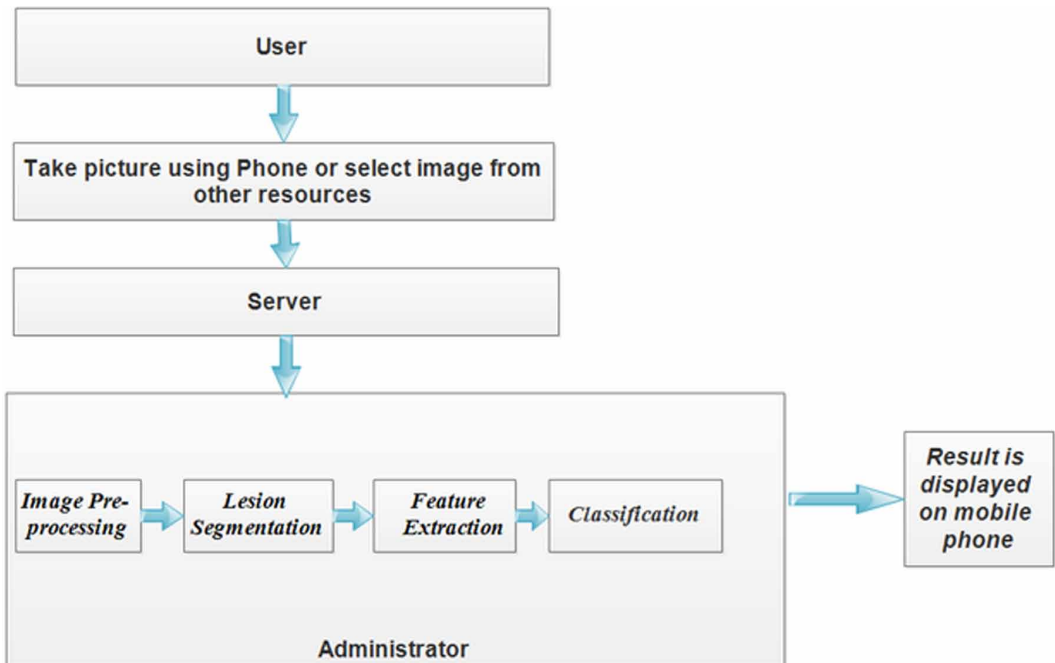 User
Take picture using Phone or select image from
other resources
Server
Image Pre-
processing
Lesion
Segmentation
Feature
Extraction
Classification
Result is
displayed
on mobile
phone
Administrator